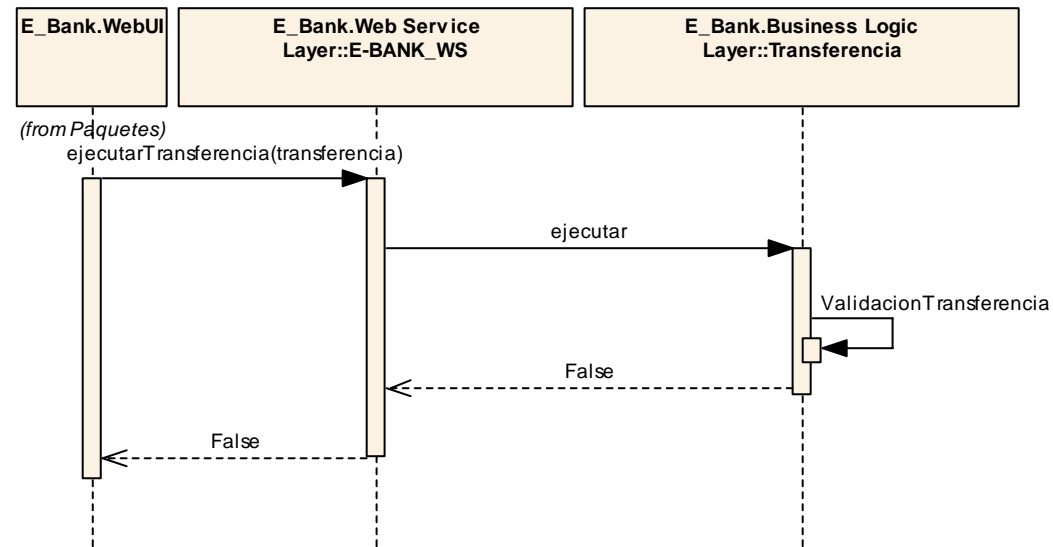 E_Bank.WebUI
E_Bank.Web Service
Layer::E-BANK_WS
E_Bank.Business Logic
Layer::Transferencia
(from Paquetes)
ejecutarTransferencia(transferencia)
ejecutar
ValidacionTransferencia
False
False